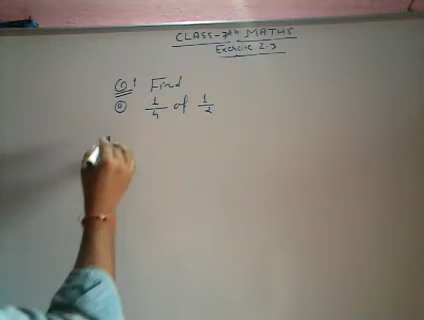 CLASS-7th MATHS
Exercise 2.3
Q1 Find
(a) 1/4 of 1/2